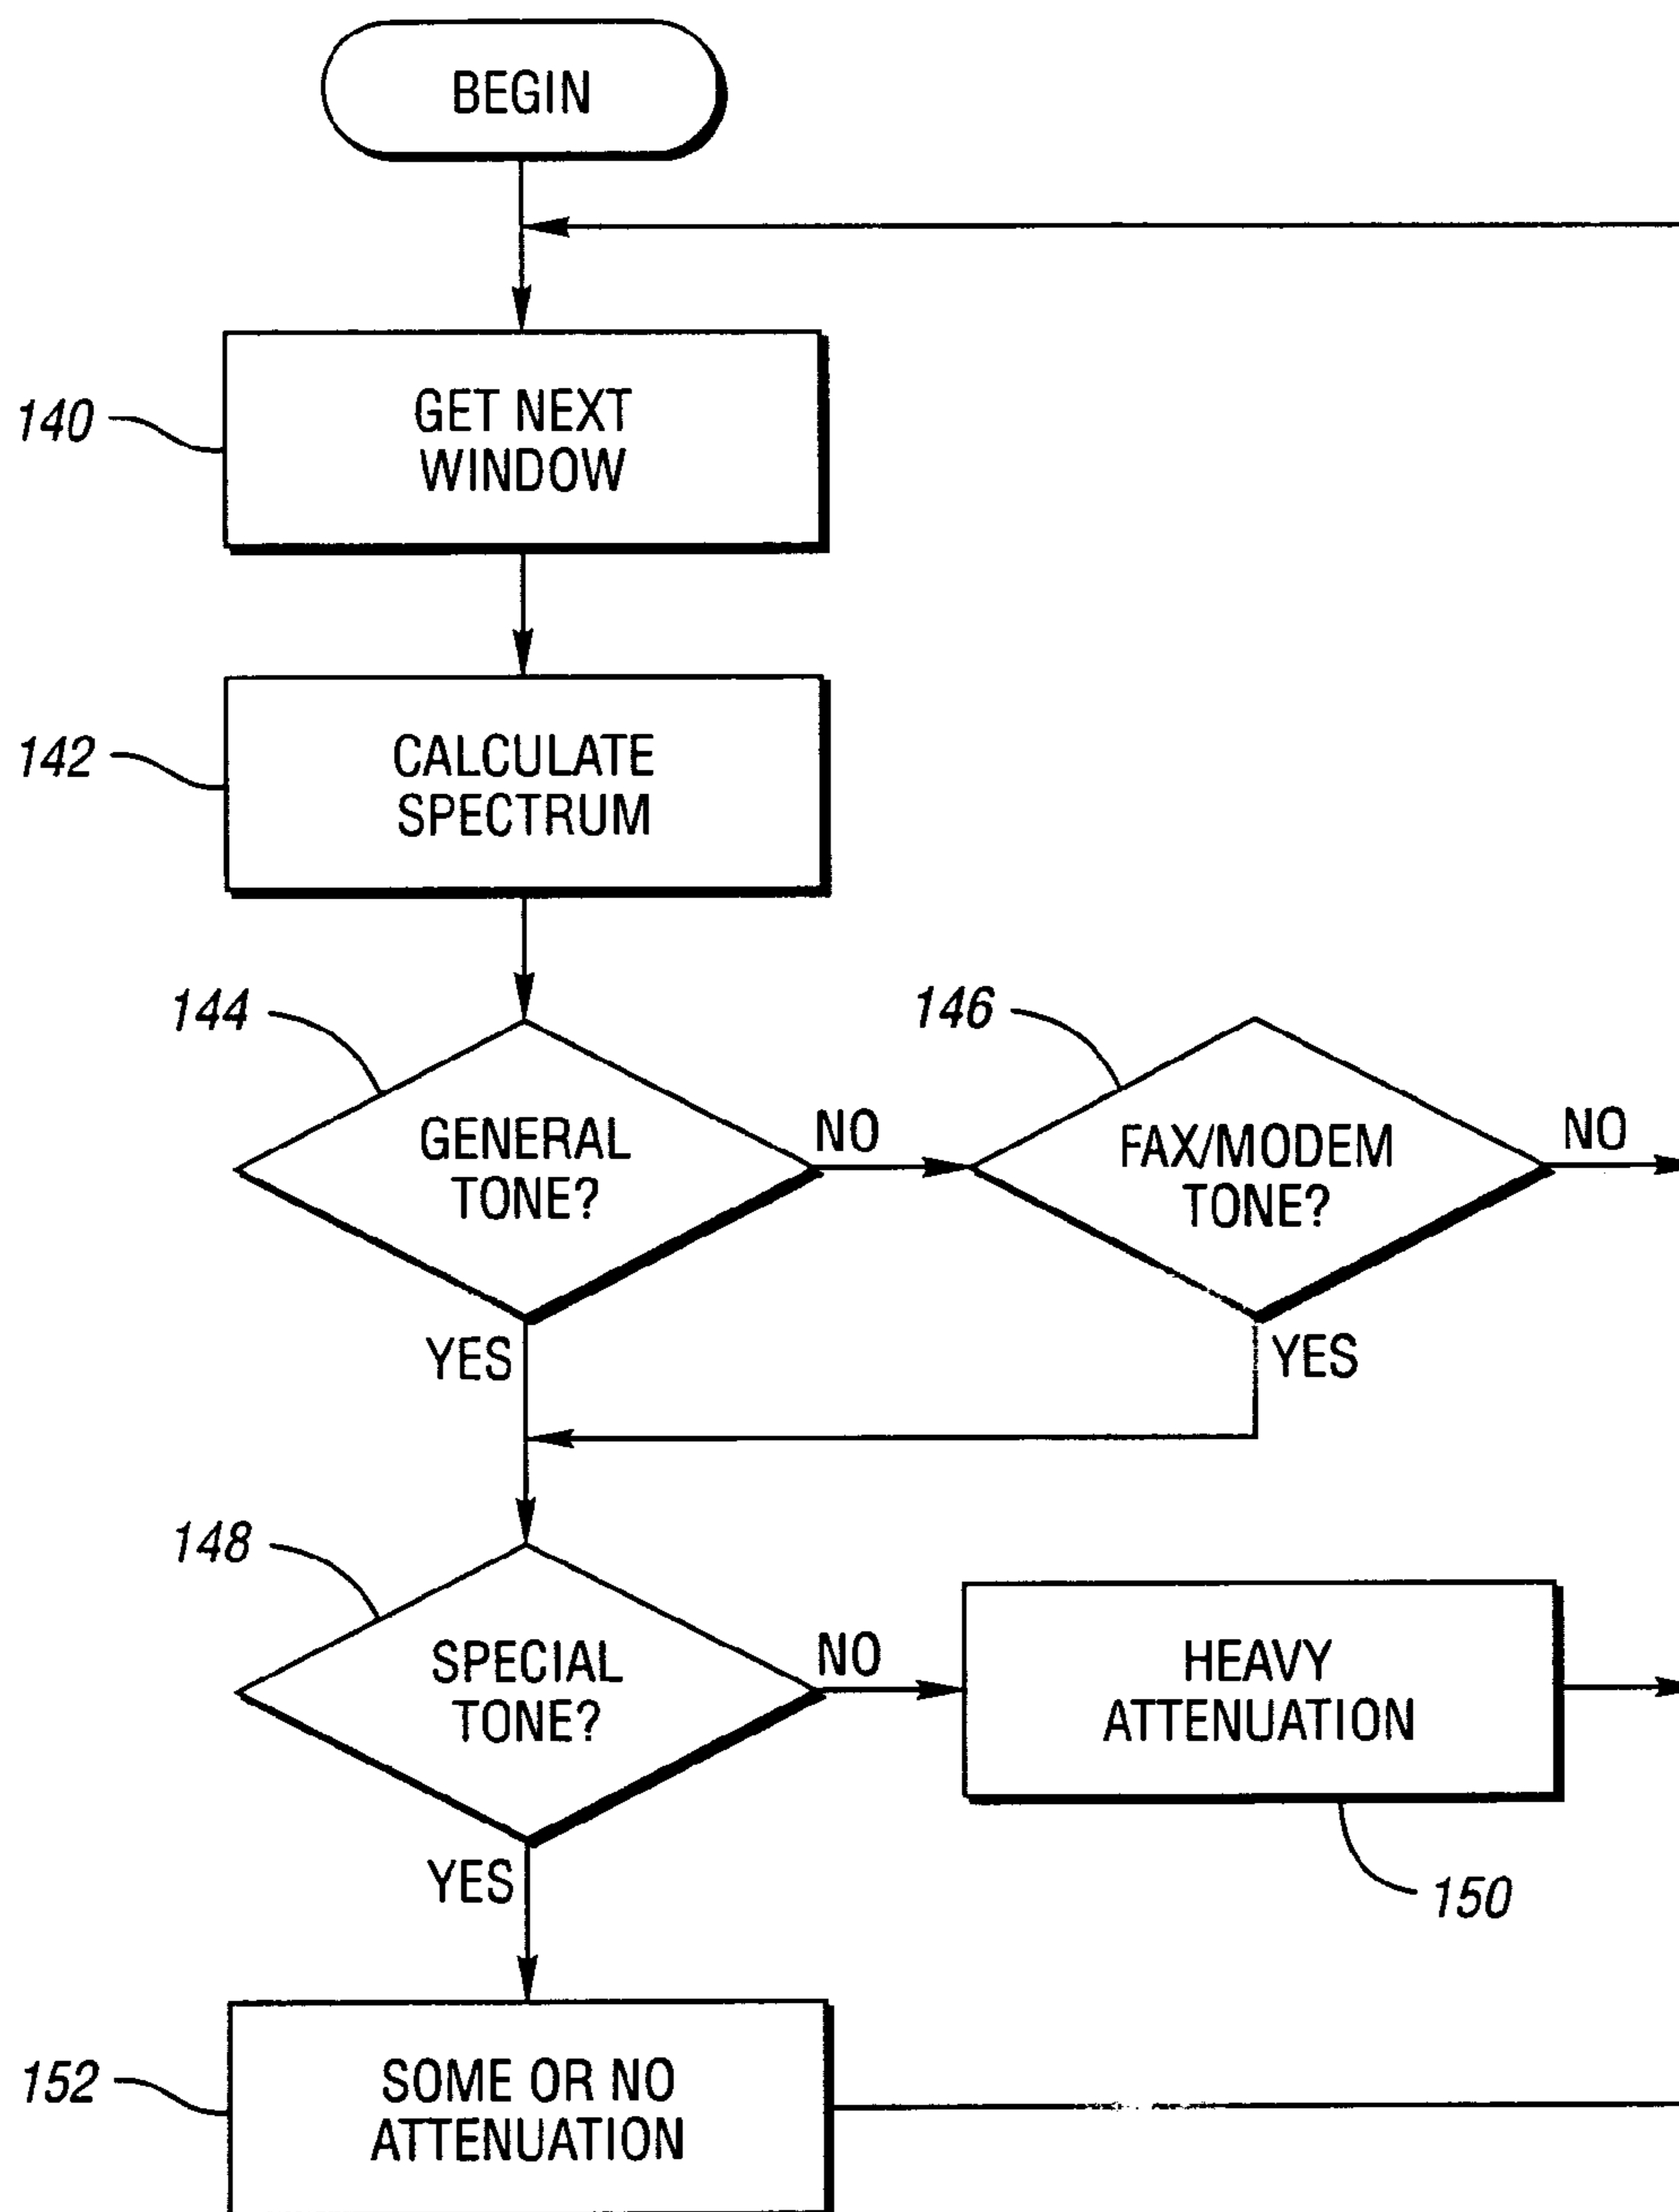 BEGIN
140
GET NEXT
WINDOW
142
CALCULATE
SPECTRUM
144
GENERAL
TONE?
NO
146
FAX/MODEM
TONE?
NO
YES
YES
148
SPECIAL
TONE?
NO
HEAVY
ATTENUATION
150
YES
152
SOME OR NO
ATTENUATION